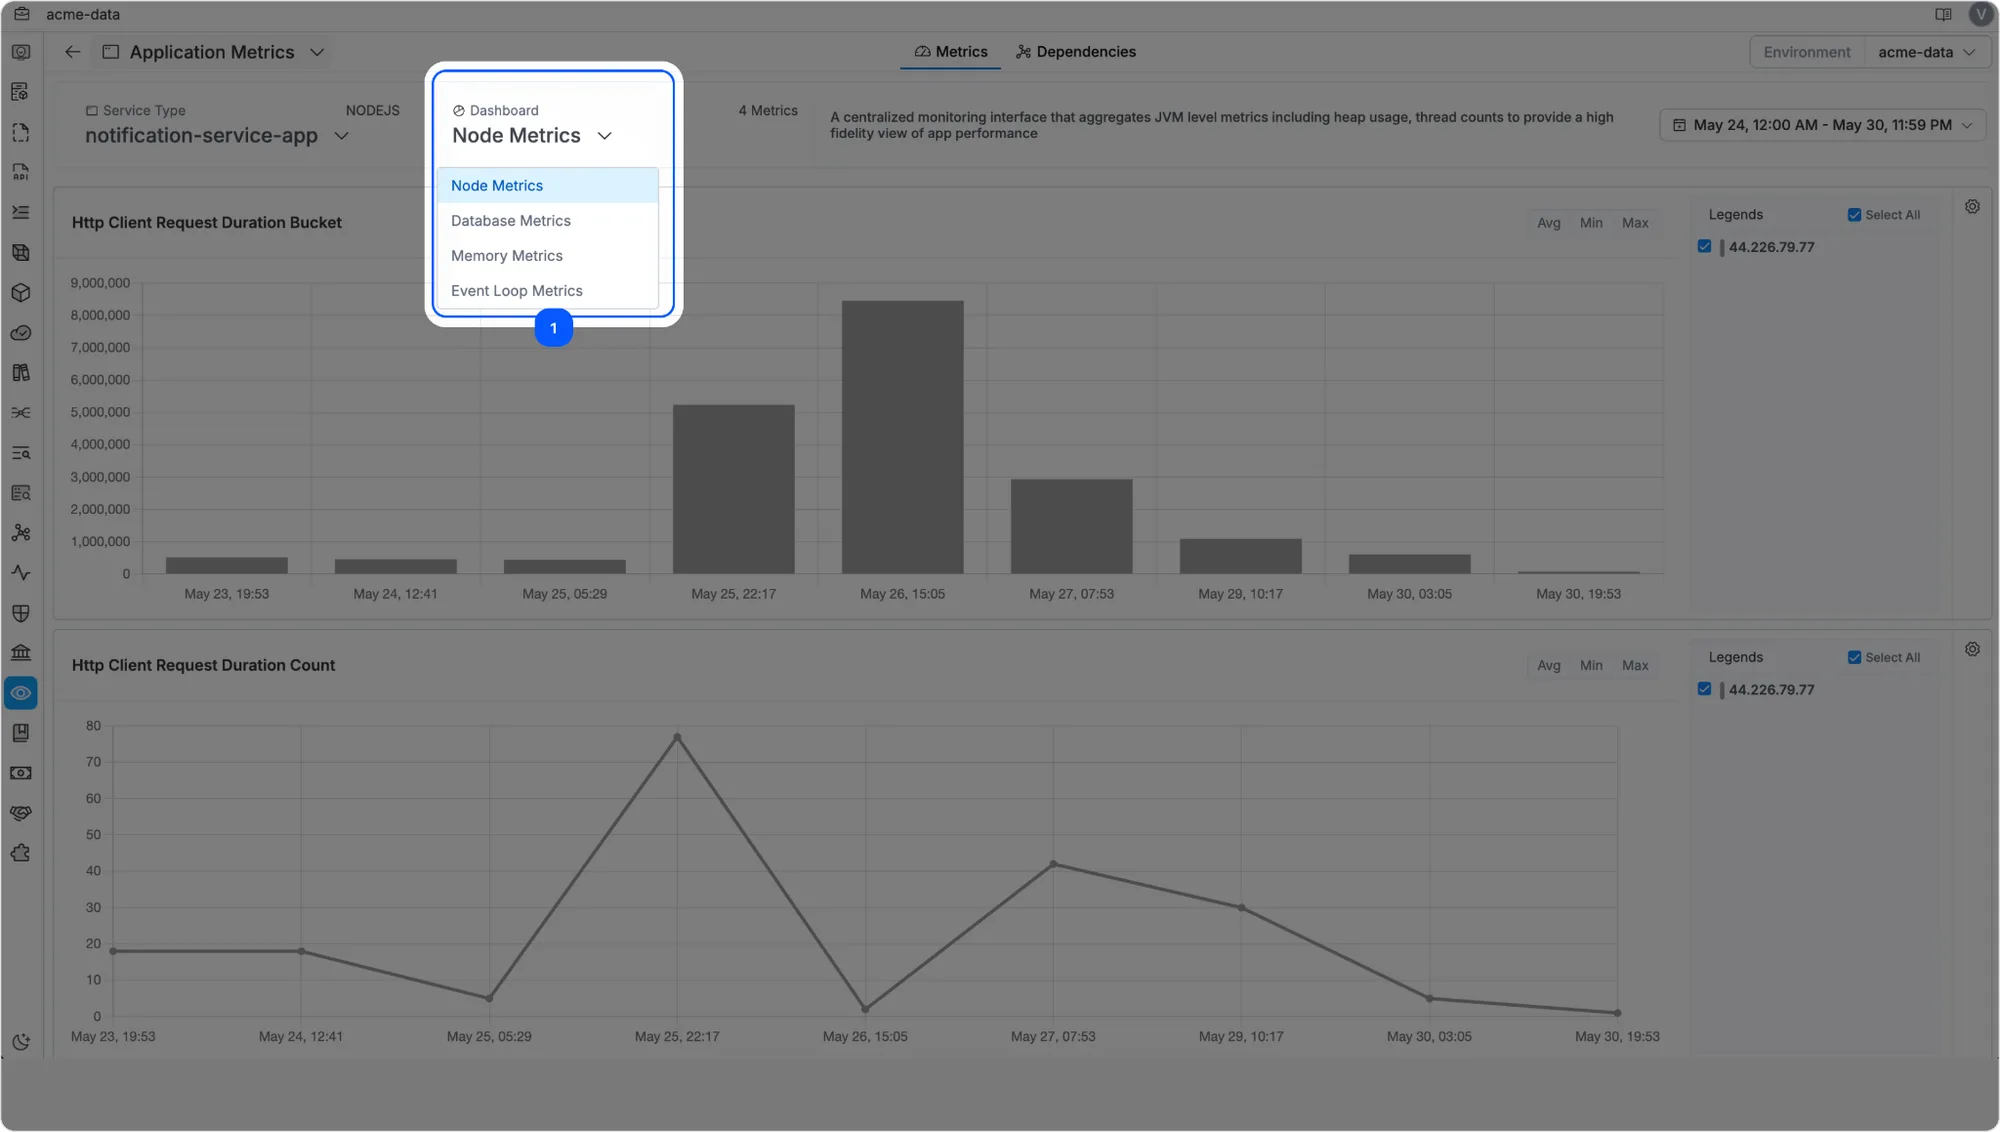 acme-data
V
Application Metrics
Metrics
Dependencies
Environment
acme-data
Service Type
NODEJS
notification-service-app
Dashboard
Node Metrics
4 Metrics
A centralized monitoring interface that aggregates JVM level metrics including heap usage, thread counts to provide a high
fidelity view of app performance
May 24, 12:00 AM - May 30, 11:59 PM
Node Metrics
Database Metrics
Memory Metrics
Event Loop Metrics
1
Http Client Request Duration Bucket
Avg Min Max
Legends
Select All
44.226.79.77
9,000,000
8,000,000
7,000,000
6,000,000
5,000,000
4,000,000
3,000,000
2,000,000
1,000,000
0
May 23, 19:53 May 24, 12:41 May 25, 05:29 May 25, 22:17 May 26, 15:05 May 27, 07:53 May 29, 10:17 May 30, 03:05 May 30, 19:53
Http Client Request Duration Count
Avg Min Max
Legends
Select All
44.226.79.77
80
70
60
50
40
30
20
10
0
May 23, 19:53 May 24, 12:41 May 25, 05:29 May 25, 22:17 May 26, 15:05 May 27, 07:53 May 29, 10:17 May 30, 03:05 May 30, 19:53
API